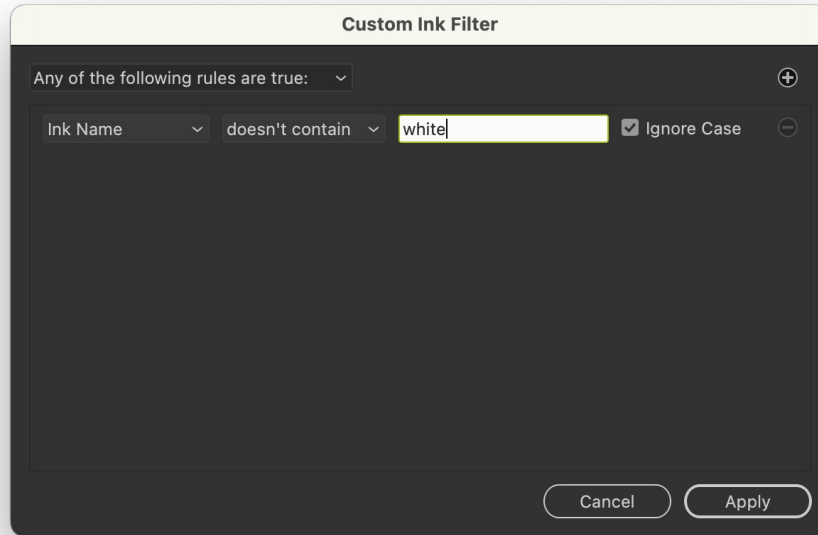 Custom Ink Filter
Any of the following rules are true:
Ink Name doesn't contain white Ignore Case
Cancel Apply